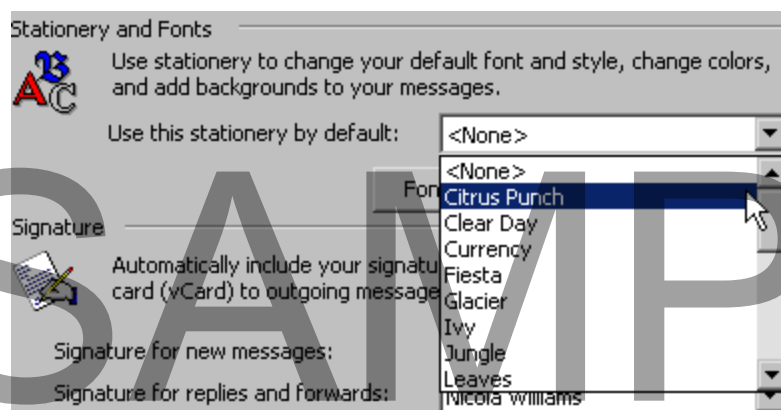 Stationery and Fonts
Use stationery to change your default font and style, change colors,
and add backgrounds to your messages.
Use this stationery by default:
<None>
<None>
Fon
Citrus Punch
Clear Day
Currency
Fiesta
Glacier
Ivy
Jungle
Leaves
Signature
Automatically include your signatu
card (vCard) to outgoing message
Signature for new messages:
Signature for replies and forwards:
Nicola Williams
SAMP